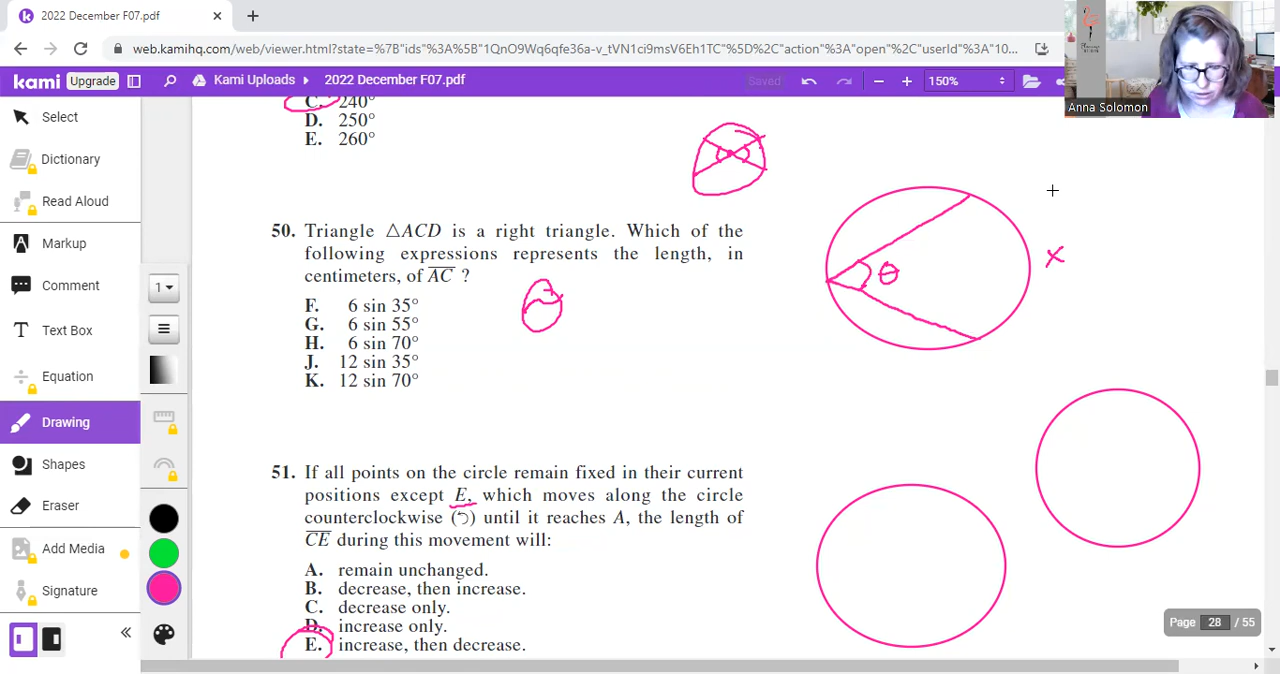 2022 December F07.pdf
web.kamihq.com/web/viewer.html?state=%7B"ids"%3A%5B"1QnO9Wq6qfe36a-v_tVN1ci9msV6Eh1TC"%5D%2C"action"%3A"open"%2C"userId"%3A"10...
kami Upgrade Kami Uploads 2022 December F07.pdf Saved 150%
Anna Solomon
Select
Dictionary
Read Aloud
Markup
Comment
Text Box
Equation
Drawing
Shapes
Eraser
Add Media
Signature
1
C. 240°
D. 250°
E. 260°
50. Triangle △ACD is a right triangle. Which of the
following expressions represents the length, in
centimeters, of AC ?
F. 6 sin 35°
G. 6 sin 55°
H. 6 sin 70°
J. 12 sin 35°
K. 12 sin 70°
θ
x
51. If all points on the circle remain fixed in their current
positions except E, which moves along the circle
counterclockwise (↺) until it reaches A, the length of
CE during this movement will:
A. remain unchanged.
B. decrease, then increase.
C. decrease only.
D. increase only.
E. increase, then decrease.
Page 28 / 55